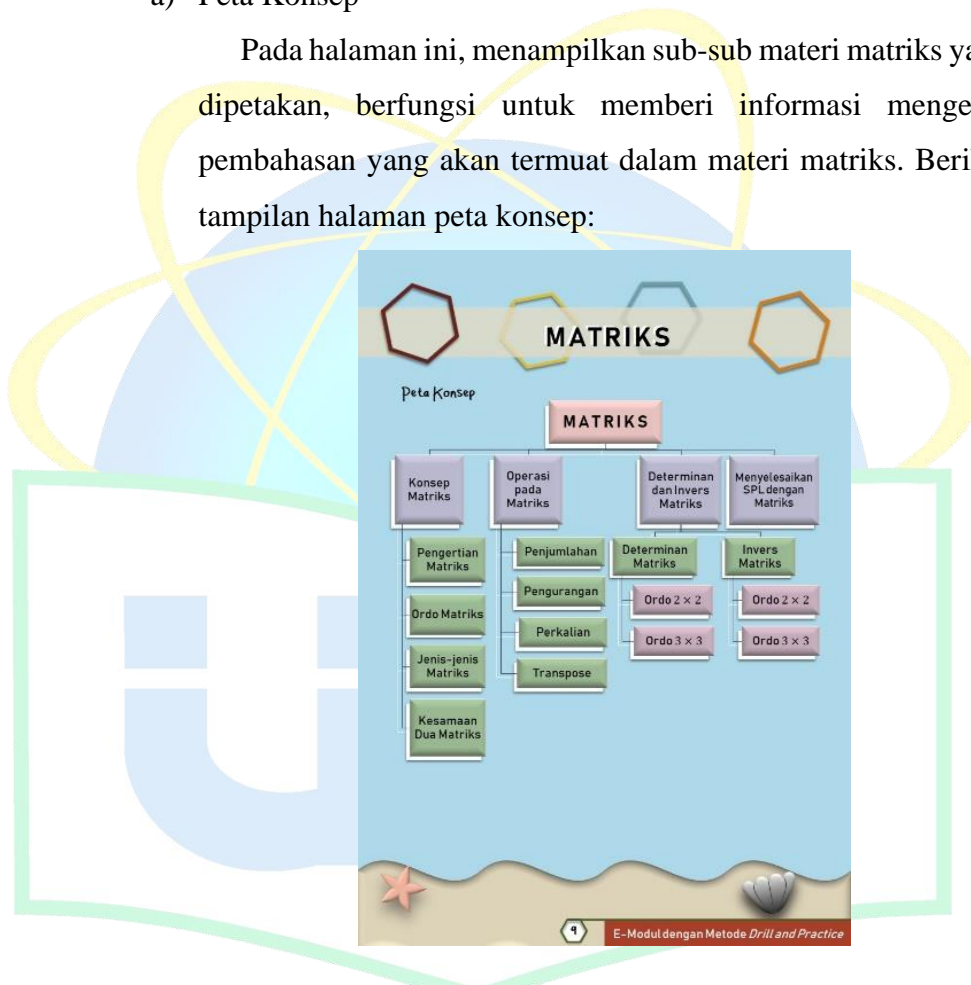 a) Peta Konsep
Pada halaman ini, menampilkan sub-sub materi matriks
dipetakan, berfungsi untuk memberi informasi
pembahasan yang akan termuat dalam materi matriks.
tampilan halaman peta konsep:
MATRIKS
Peta Konsep
MATRIKS
Konsep
Matriks
Operasi
pada
Matriks
Determinan
dan Invers
Matriks
Menyelesaikan
SPL dengan
Matriks
Pengertian
Matriks
Ordo Matriks
Jenis-jenis
Matriks
Kesamaan
Dua Matriks
Penjumlahan
Pengurangan
Perkalian
Transpose
Determinan
Matriks
Ordo 2 × 2
Ordo 3 × 3
Invers
Matriks
Ordo 2 × 2
Ordo 3 × 3
9
E-Modul dengan Metode Drill and Practice